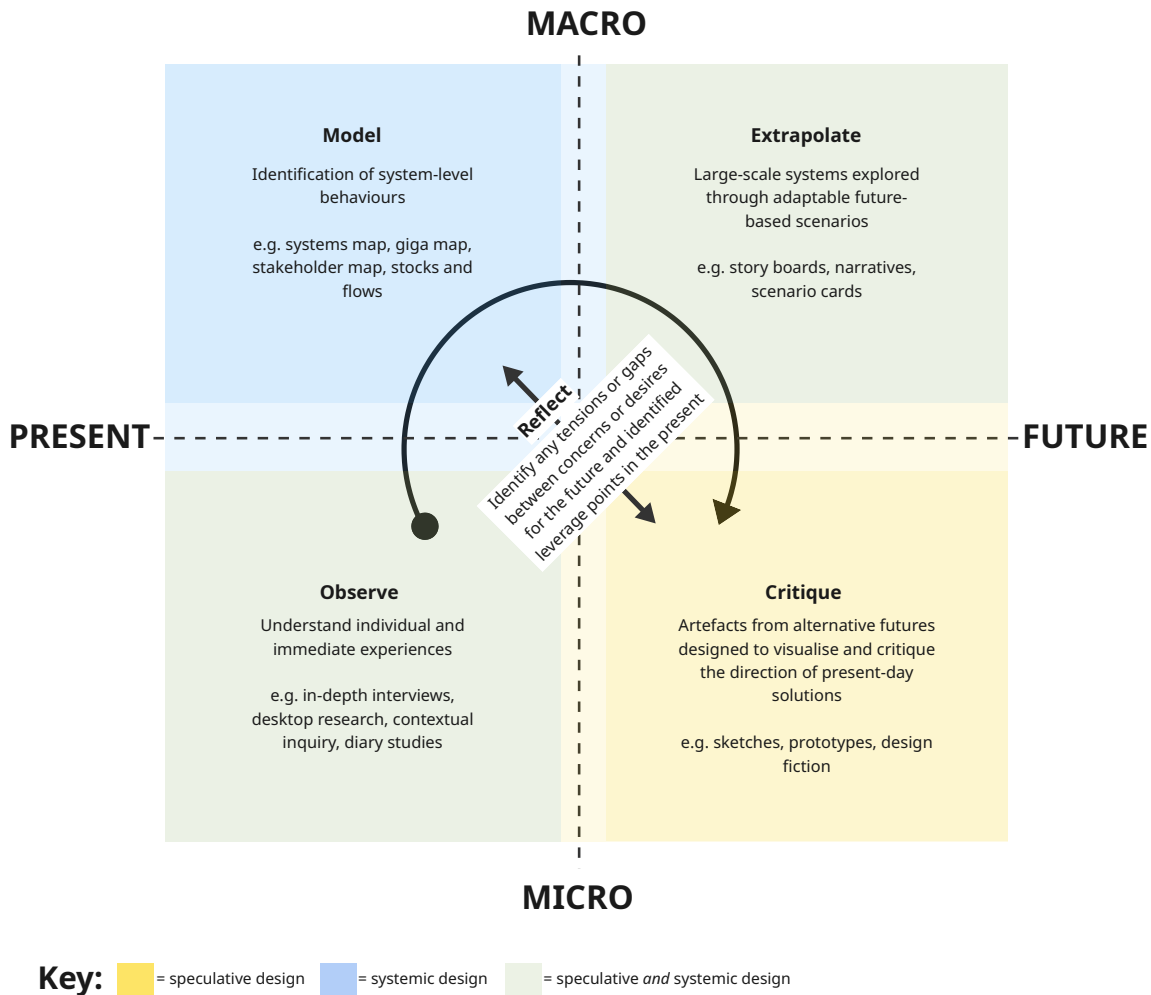 MACRO
Model
Identification of system-level
behaviours
e.g. systems map, giga map,
stakeholder map, stocks and
flows
Extrapolate
Large-scale systems explored
through adaptable future-
based scenarios
e.g. story boards, narratives,
scenario cards
PRESENT
FUTURE
Reflect
Identify any tensions or gaps
between concerns or desires
for the future and identified
leverage points in the present
Observe
Understand individual and
immediate experiences
e.g. in-depth interviews,
desktop research, contextual
inquiry, diary studies
Critique
Artefacts from alternative futures
designed to visualise and critique
the direction of present-day
solutions
e.g. sketches, prototypes, design
fiction
MICRO
Key: = speculative design = systemic design = speculative and systemic design